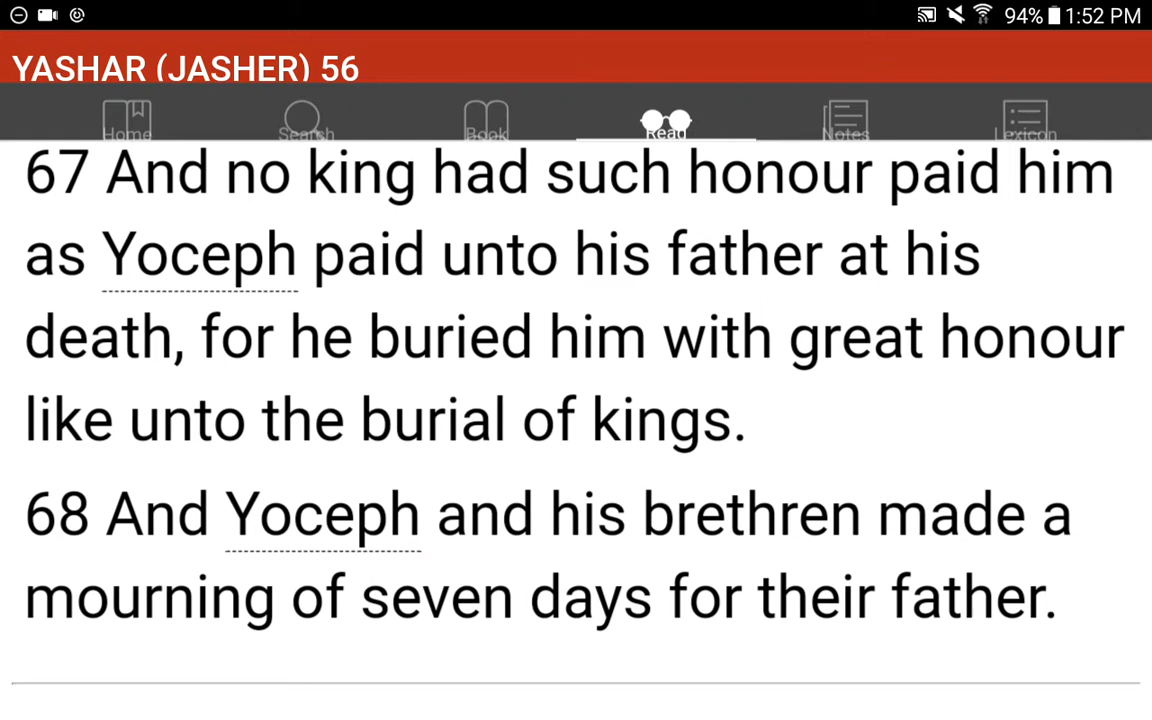 94% 1:52 PM
YASHAR (JASHER) 56
Home Search Book Read Notes Lexicon
67 And no king had such honour paid him
as Yoceph paid unto his father at his
death, for he buried him with great honour
like unto the burial of kings.
68 And Yoceph and his brethren made a
mourning of seven days for their father.